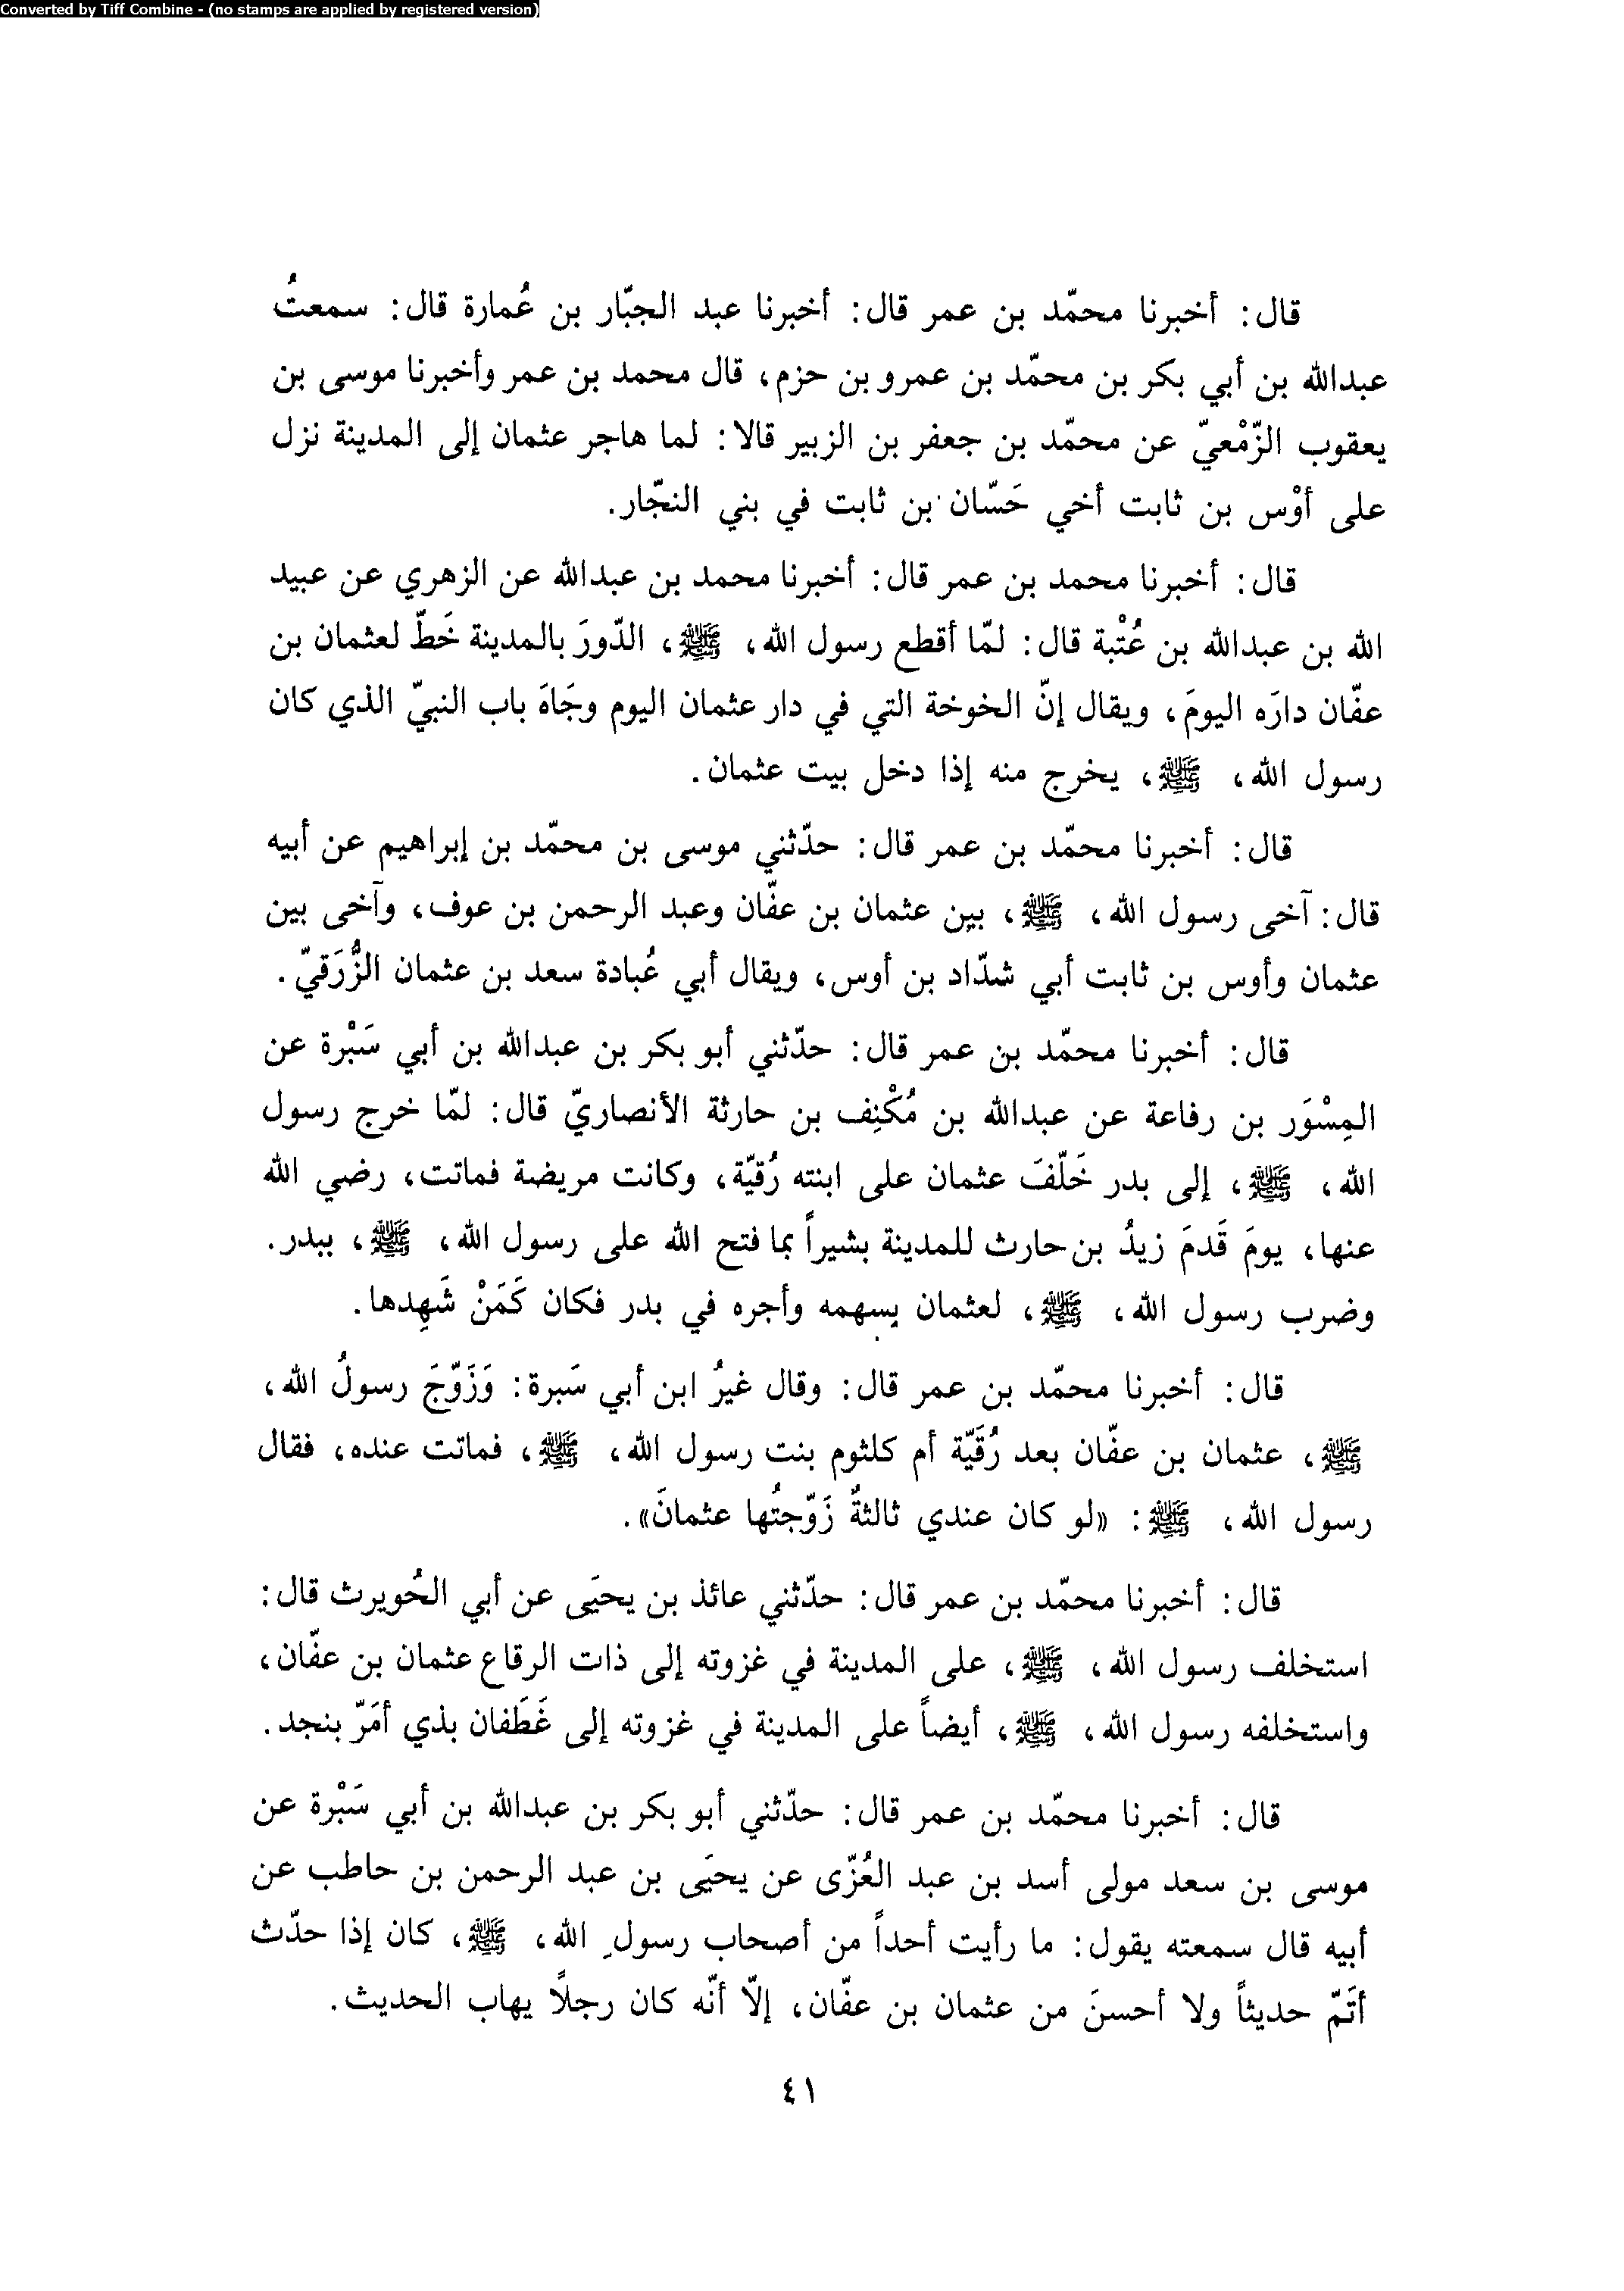 Converted by Tiff Combine - (no stamps are applied by registered version)
قال: أخبرنا محمّد بن عمر قال: أخبرنا عبد الجبّار بن عُمارة قال: سمعتُ
عبدالله بن أبي بكر بن محمّد بن عمرو بن حزم، قال محمد بن عمر وأخبرنا موسى بن
يعقوب الزّمْعيّ عن محمّد بن جعفر بن الزبير قالا: لما هاجر عثمان إلى المدينة نزل
على أوْس بن ثابت أخي حَسّان بن ثابت في بني النجّار.
قال: أخبرنا محمد بن عمر قال: أخبرنا محمد بن عبدالله عن الزهري عن عبيد
الله بن عبدالله بن عُتْبة قال: لمّا أقطع رسول الله، ﷺ، الدّورَ بالمدينة خَطّ لعثمان بن
عفّان دارَه اليومَ، ويقال إنّ الخوخة التي في دار عثمان اليوم وجَاهَ باب النبيّ الذي كان
رسول الله، ﷺ، يخرج منه إذا دخل بيت عثمان.
قال: أخبرنا محمّد بن عمر قال: حدّثني موسى بن محمّد بن إبراهيم عن أبيه
قال: آخى رسول الله، ﷺ، بين عثمان بن عفّان وعبد الرحمن بن عوف، وآخى بين
عثمان وأوس بن ثابت أبي شدّاد بن أوس، ويقال أبي عُبادة سعد بن عثمان الزُّرَقيّ.
قال: أخبرنا محمّد بن عمر قال: حدّثني أبو بكر بن عبدالله بن أبي سَبْرة عن
المِسْوَر بن رفاعة عن عبدالله بن مُكْنِف بن حارثة الأنصاريّ قال: لمّا خرج رسول
الله، ﷺ، إلى بدر خَلّفَ عثمان على ابنته رُقيّة، وكانت مريضة فماتت، رضي الله
عنها، يومَ قَدمَ زيدُ بن حارث للمدينة بشيراً بما فتح الله على رسول الله، ﷺ، ببدر.
وضرب رسول الله، ﷺ، لعثمان بسهمه وأجره في بدر فكان كَمَنْ شَهِدها.
قال: أخبرنا محمّد بن عمر قال: وقال غيرُ ابن أبي سَبرة: وَزَوّجَ رسولُ الله،
ﷺ، عثمان بن عفّان بعد رُقَيّة أم كلثوم بنت رسول الله، ﷺ، فماتت عنده، فقال
رسول الله، ﷺ: «لو كان عندي ثالثةٌ زَوّجتُها عثمانَ».
قال: أخبرنا محمّد بن عمر قال: حدّثني عائذ بن يحيَى عن أبي الحُويرث قال:
استخلف رسول الله، ﷺ، على المدينة في غزوته إلى ذات الرقاع عثمان بن عفّان،
واستخلفه رسول الله، ﷺ، أيضاً على المدينة في غزوته إلى غَطَفان بذي أمَرّ بنجد.
قال: أخبرنا محمّد بن عمر قال: حدّثني أبو بكر بن عبدالله بن أبي سَبْرة عن
موسى بن سعد مولى أسد بن عبد العُزّى عن يحيَى بن عبد الرحمن بن حاطب عن
أبيه قال سمعته يقول: ما رأيت أحداً من أصحاب رسولِ الله، ﷺ، كان إذا حدّث
أتَمّ حديثاً ولا أحسنَ من عثمان بن عفّان، إلاّ أنّه كان رجلاً يهاب الحديث.
٤١